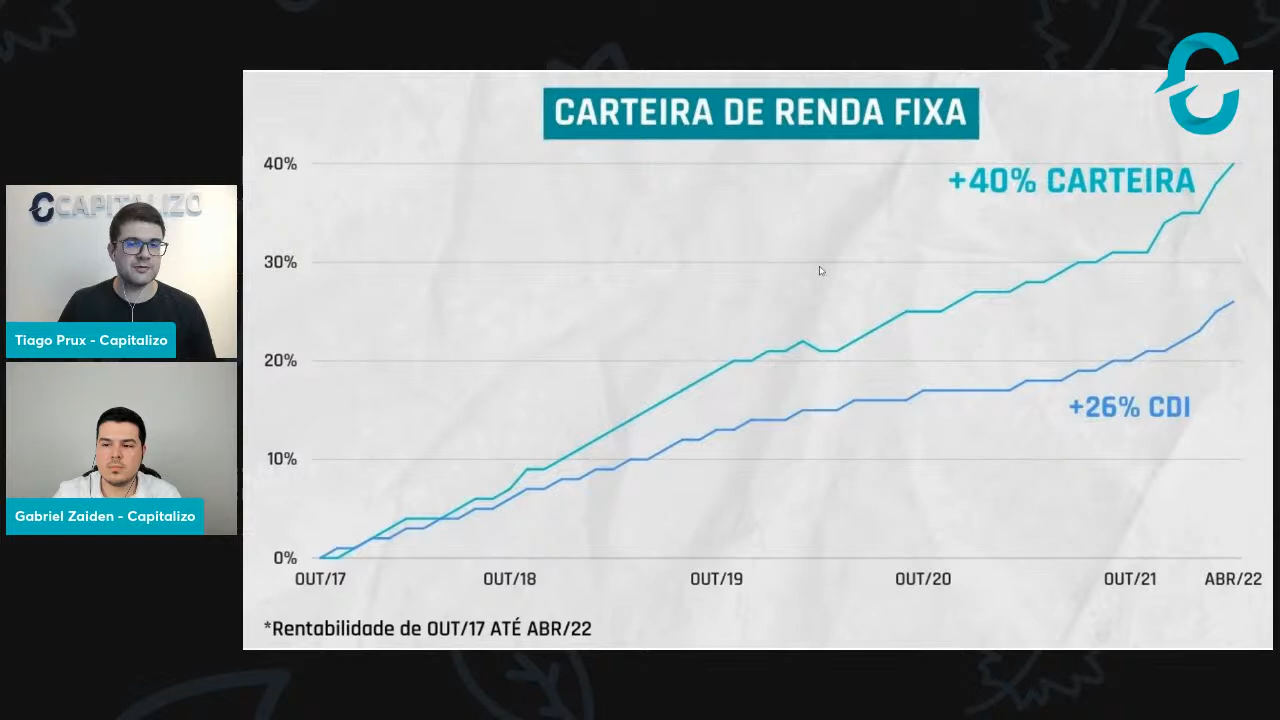 CARTEIRA DE RENDA FIXA
40%
+40% CARTEIRA
30%
20%
+26% CDI
10%
0%
OUT/17 OUT/18 OUT/19 OUT/20 OUT/21 ABR/22
*Rentabilidade de OUT/17 ATÉ ABR/22
CAPITALIZO
Tiago Prux - Capitalizo
Gabriel Zaiden - Capitalizo